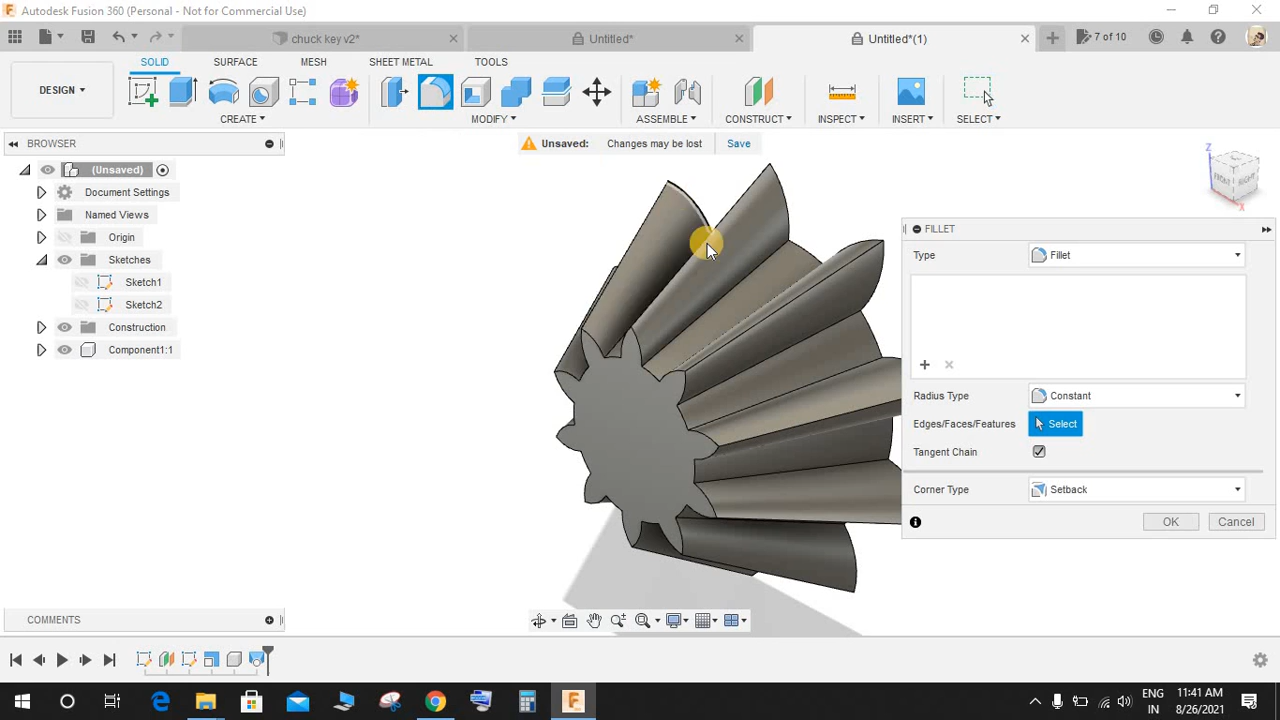 Autodesk Fusion 360 (Personal - Not for Commercial Use)
chuck key v2*
Untitled*
Untitled*(1)
7 of 10
SOLID
SURFACE
MESH
SHEET METAL
TOOLS
DESIGN
CREATE
MODIFY
ASSEMBLE
CONSTRUCT
INSPECT
INSERT
SELECT
BROWSER
Unsaved: Changes may be lost Save
(Unsaved)
Document Settings
Named Views
Origin
Sketches
Sketch1
Sketch2
Construction
Component1:1
Z
FRONT
RIGHT
X
FILLET
Type Fillet
Radius Type Constant
Edges/Faces/Features Select
Tangent Chain
Corner Type Setback
OK Cancel
COMMENTS
ENG 11:41 AM
IN 8/26/2021